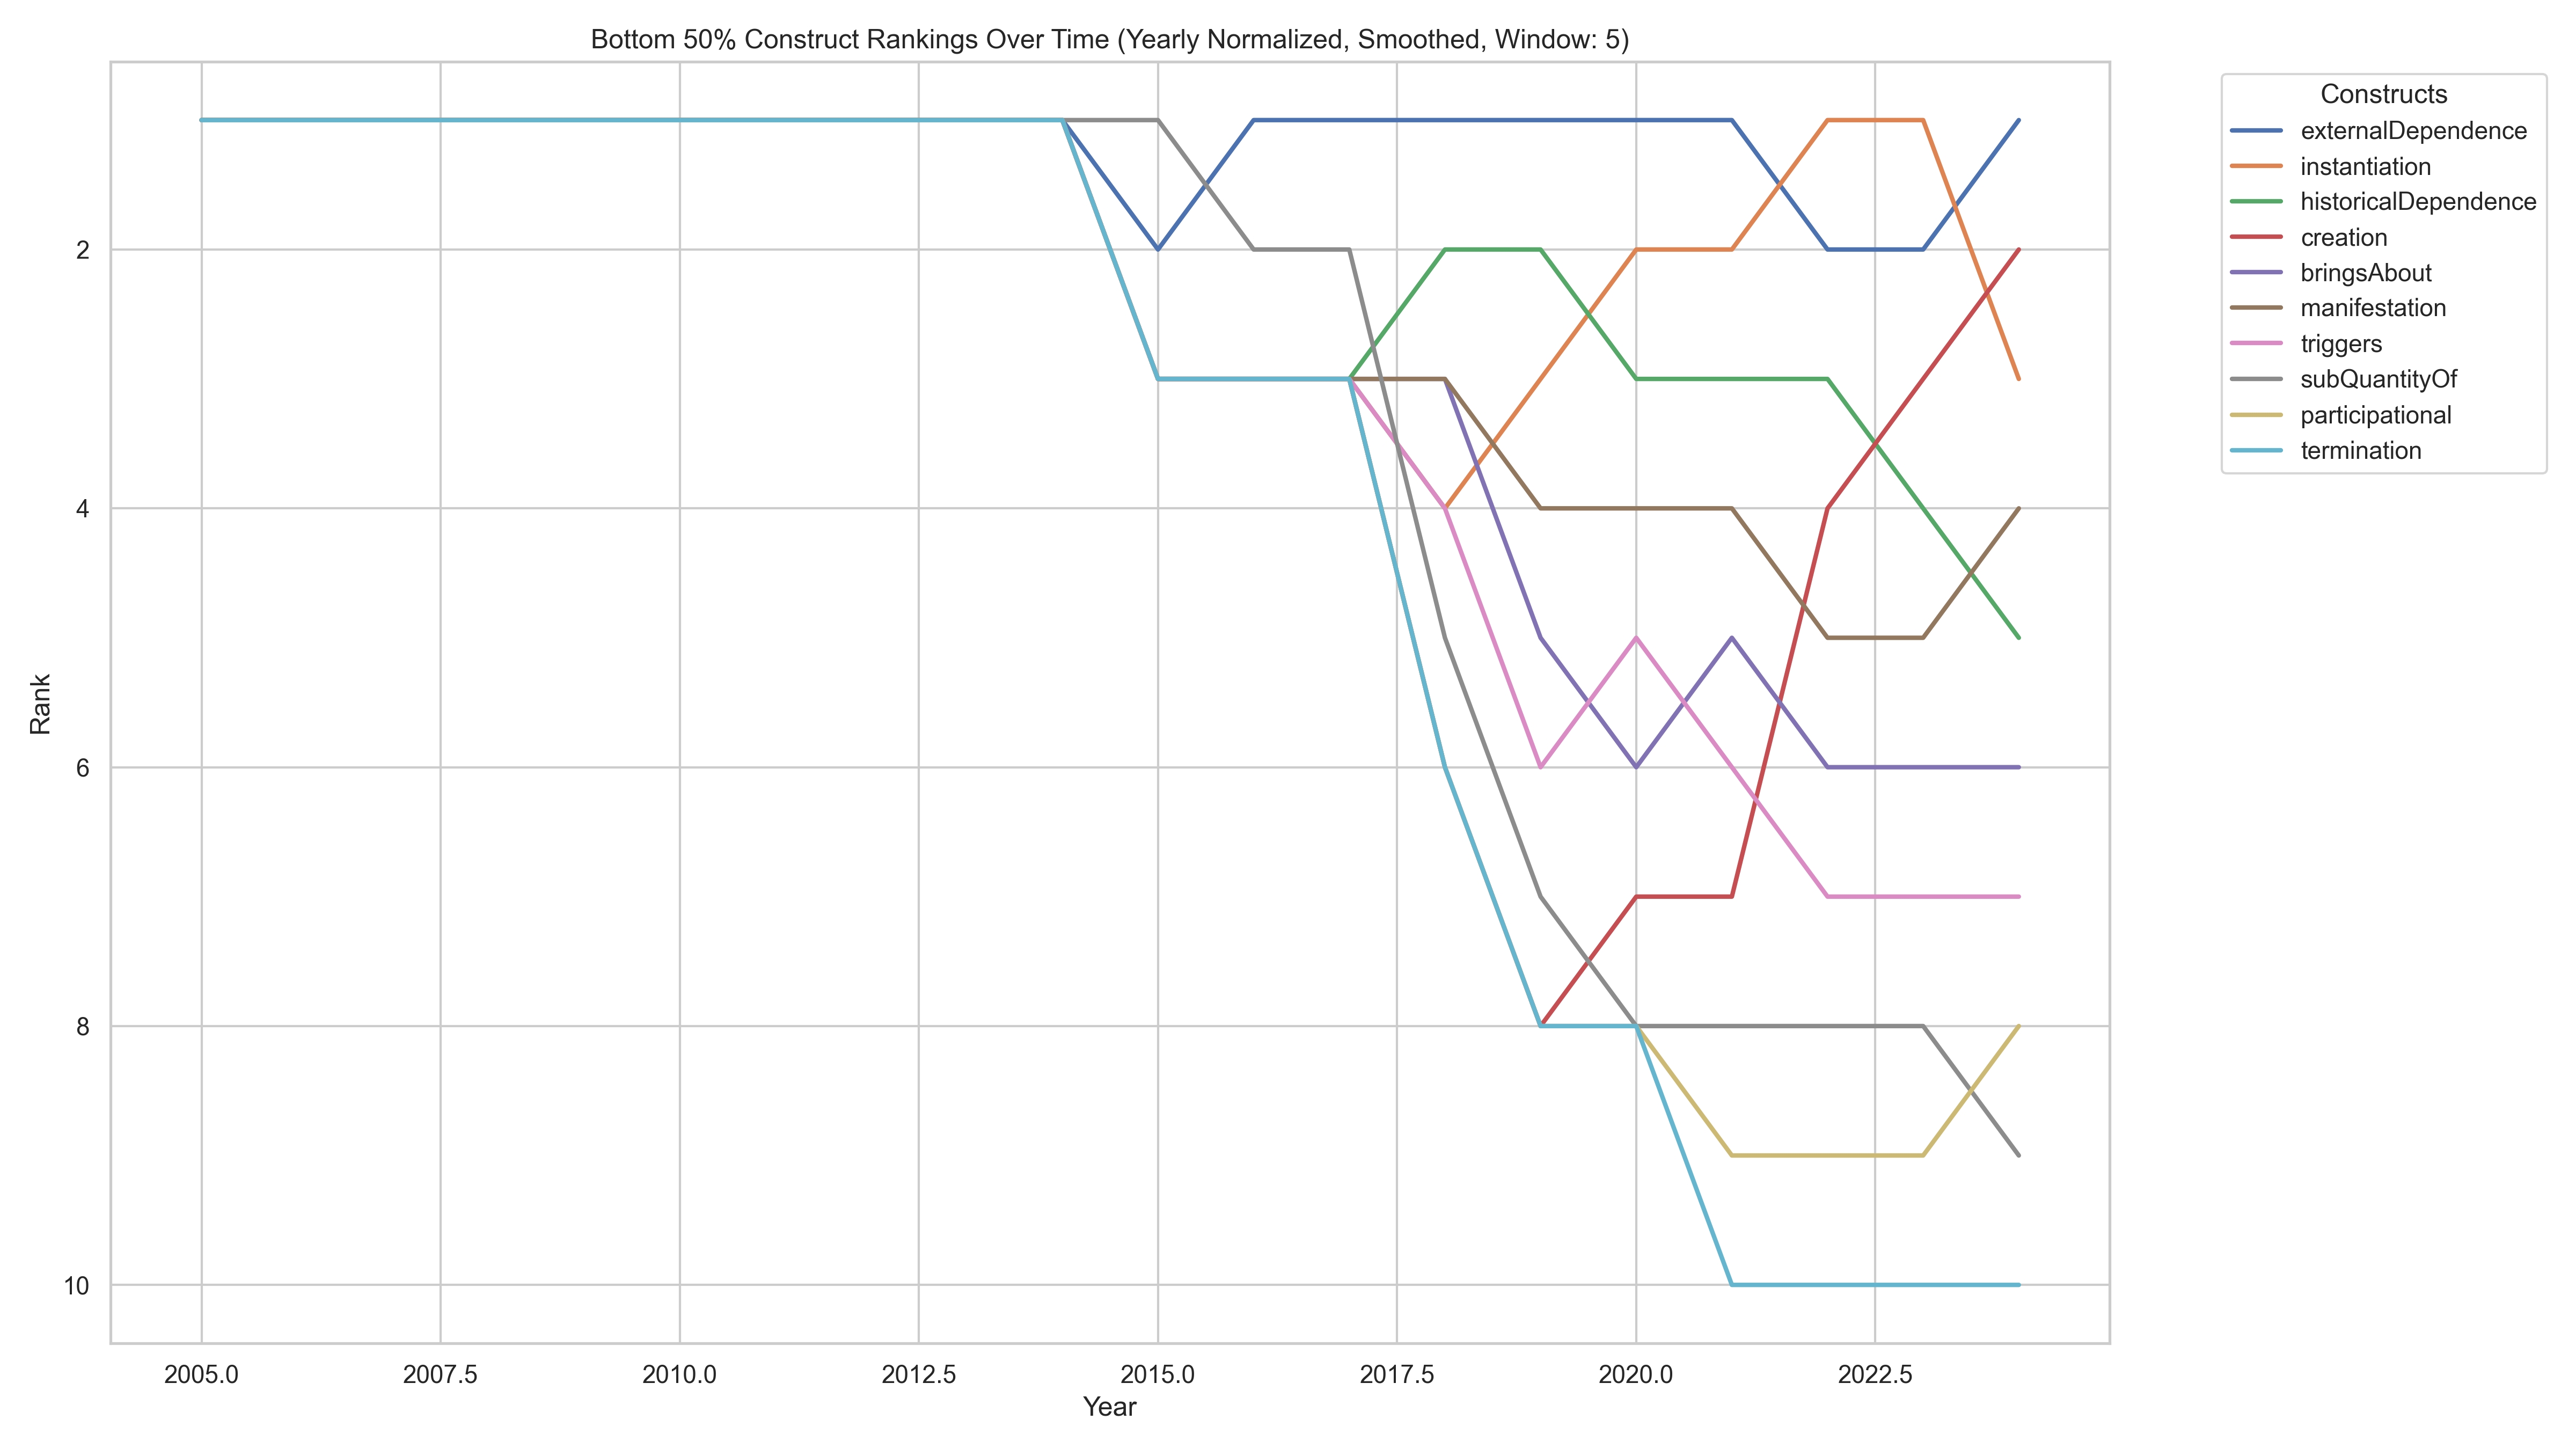 Bottom 50% Construct Rankings Over Time (Yearly Normalized, Smoothed, Window: 5)
Constructs
externalDependence
instantiation
historicalDependence
creation
bringsAbout
manifestation
triggers
subQuantityOf
participational
termination
Rank
2
4
6
8
10
2005.0 2007.5 2010.0 2012.5 2015.0 2017.5 2020.0 2022.5
Year